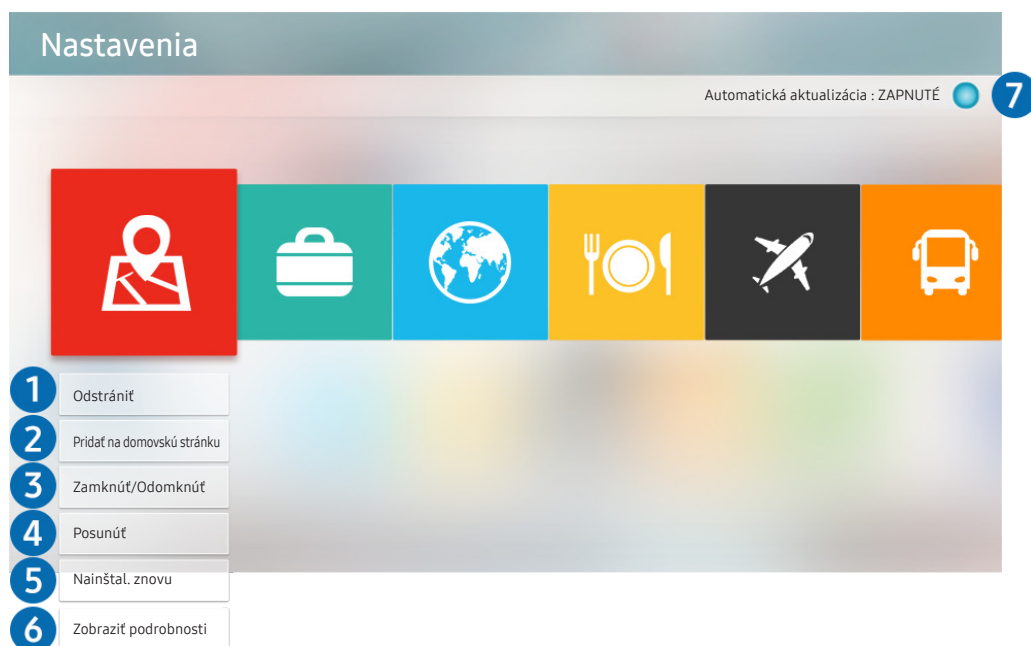 Nastavenia
Automatická aktualizácia : ZAPNUTÉ 7
1 Odstrániť
2 Pridať na domovskú stránku
3 Zamknúť/Odomknúť
4 Posunúť
5 Nainštal. znovu
6 Zobraziť podrobnosti